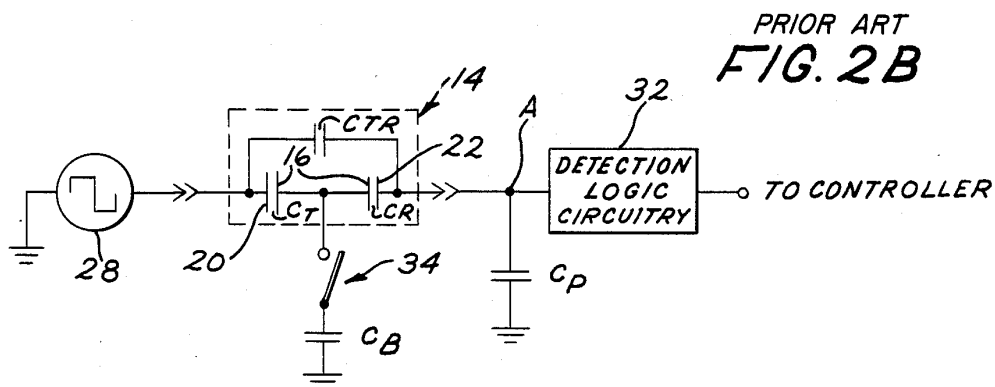 PRIOR ART
FIG. 2B
14
32
A
CTR
16
22
DETECTION
LOGIC
CIRCUITRY
TO CONTROLLER
CT
CR
28
20
34
CP
CB